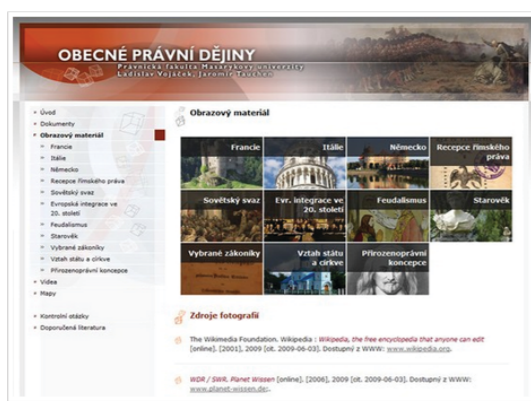 OBECNÉ PRÁVNÍ DĚJINY
Právnická fakulta Masarykovy univerzity
Ladislav Vojáček, Jaromír Tauchen
Úvod
Dokumenty
Obrazový materiál
Francie
Itálie
Německo
Recepce římského práva
Sovětský svaz
Evropská integrace ve
20. století
Feudalismus
Starověk
Vybrané zákoníky
Vztah státu a církve
Přirozenoprávní koncepce
Videa
Mapy
Kontrolní otázky
Doporučená literatura
Obrazový materiál
Francie
Itálie
Německo
Recepce římského
práva
Sovětský svaz
Evr. integrace ve
20. století
Feudalismus
Starověk
Vybrané zákoníky
Vztah státu
a církve
Přirozenoprávní
koncepce
Zdroje fotografií
The Wikimedia Foundation. Wikipedia : Wikipedia, the free encyclopedia that anyone can edit
[online]. [2001], 2009 [cit. 2009-06-03]. Dostupný z WWW: www.wikipedia.org.
WDR / SWR. Planet Wissen [online]. [2006], 2009 [cit. 2009-06-03]. Dostupný z WWW:
www.planet-wissen.de;.